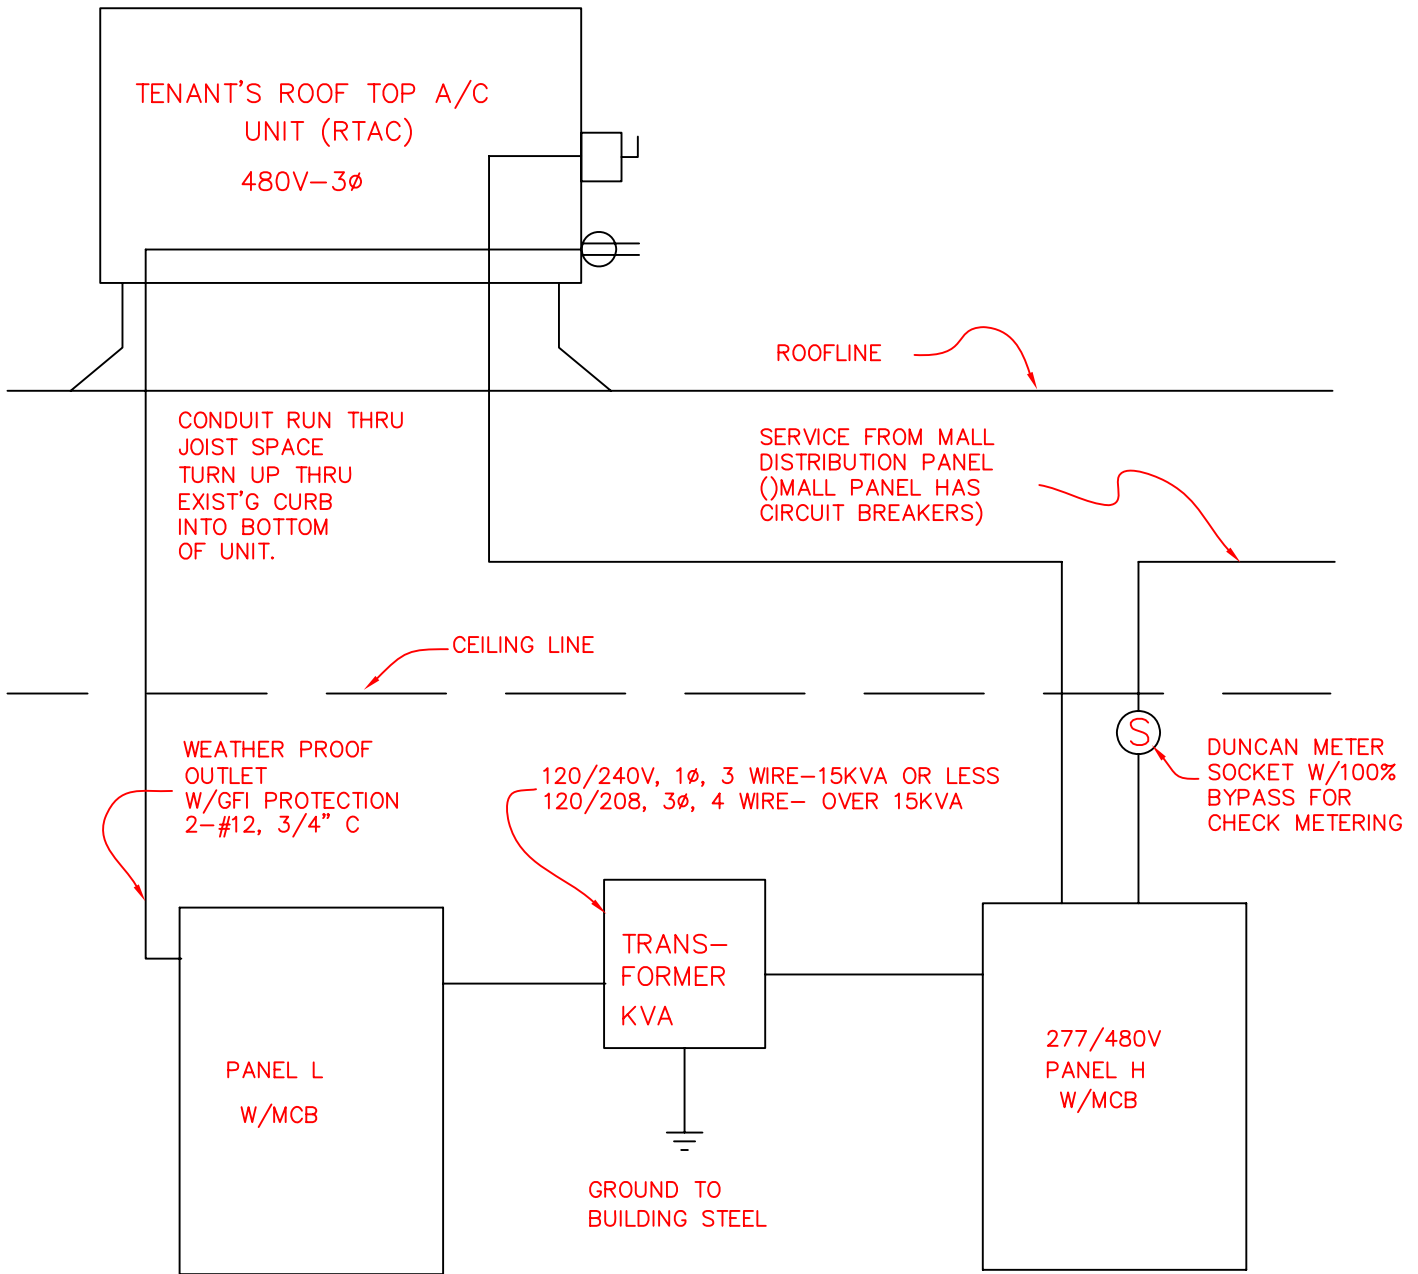 TENANT'S ROOF TOP A/C
UNIT (RTAC)
480V-3ø
ROOFLINE
CONDUIT RUN THRU
JOIST SPACE
TURN UP THRU
EXIST'G CURB
INTO BOTTOM
OF UNIT.
SERVICE FROM MALL
DISTRIBUTION PANEL
()MALL PANEL HAS
CIRCUIT BREAKERS)
CEILING LINE
WEATHER PROOF
OUTLET
W/GFI PROTECTION
2-#12, 3/4" C
120/240V, 1ø, 3 WIRE-15KVA OR LESS
120/208, 3ø, 4 WIRE- OVER 15KVA
S
DUNCAN METER
SOCKET W/100%
BYPASS FOR
CHECK METERING
TRANS-
FORMER
KVA
PANEL L
W/MCB
277/480V
PANEL H
W/MCB
GROUND TO
BUILDING STEEL